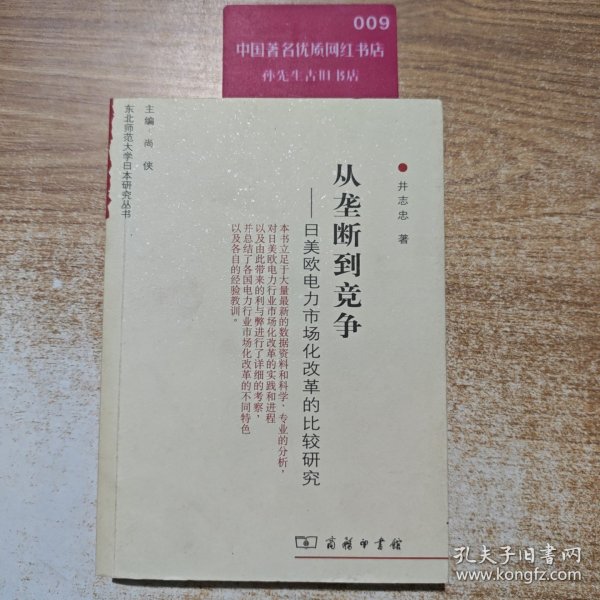 009
中国著名优质网红书店
孙先生古旧书店
井志忠 著
从垄断到竞争
——日美欧电力市场化改革的比较研究
本书立足于大量最新的数据资料和科学、专业的分析，
对日美欧电力行业市场化改革的实践和进程
以及由此带来的利与弊进行了详细的考察，
并总结了各国电力行业市场化改革的不同特色
以及各自的经验教训。
主编 尚侠
东北师范大学日本研究丛书
商务印书馆
孔夫子旧书网
www.kongfz.com